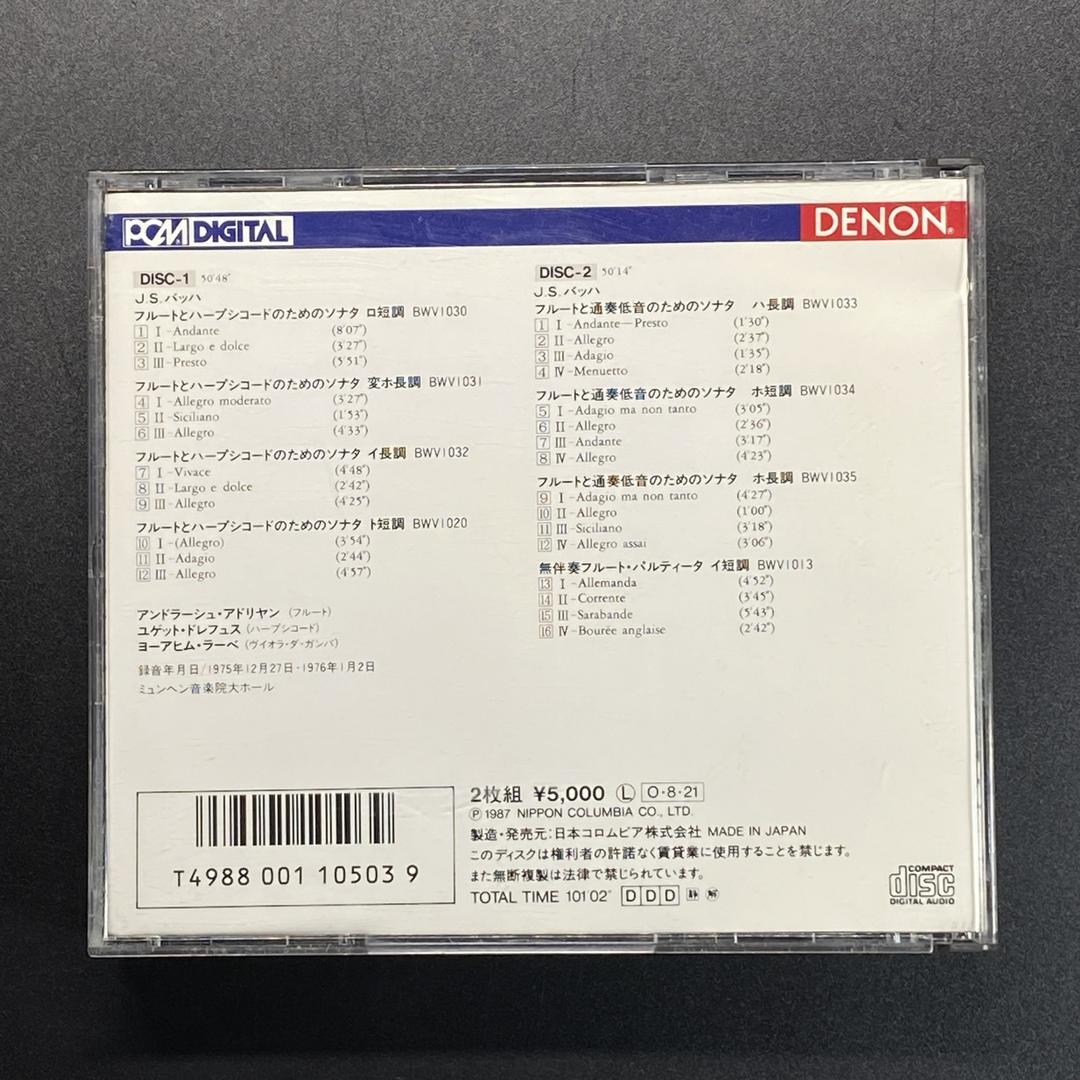 PCM DIGITAL
DENON®
DISC-1 50′48″
J.S.バッハ
フルートとハープシコードのためのソナタ ロ短調 BWV1030
1 I-Andante (8′07″)
2 II-Largo e dolce (3′27″)
3 III-Presto (5′51″)
フルートとハープシコードのためのソナタ 変ホ長調 BWV1031
4 I-Allegro moderato (3′27″)
5 II-Siciliano (1′53″)
6 III-Allegro (4′33″)
フルートとハープシコードのためのソナタ イ長調 BWV1032
7 I-Vivace (4′48″)
8 II-Largo e dolce (2′42″)
9 III-Allegro (4′25″)
フルートとハープシコードのためのソナタ ト短調 BWV1020
10 I-(Allegro) (3′54″)
11 II-Adagio (2′44″)
12 III-Allegro (4′57″)
アンドラーシュ・アドリヤン (フルート)
ユゲット・ドレフュス (ハープシコード)
ヨーアヒム・ラーベ (ヴィオラ・ダ・ガンバ)
録音年月日/1975年12月27日-1976年1月2日
ミュンヘン音楽院大ホール
DISC-2 50′14″
J.S.バッハ
フルートと通奏低音のためのソナタ ハ長調 BWV1033
1 I-Andante—Presto (1′30″)
2 II-Allegro (2′37″)
3 III-Adagio (1′35″)
4 IV-Menuetto (2′18″)
フルートと通奏低音のためのソナタ ホ短調 BWV1034
5 I-Adagio ma non tanto (3′05″)
6 II-Allegro (2′36″)
7 III-Andante (3′17″)
8 IV-Allegro (4′23″)
フルートと通奏低音のためのソナタ ホ長調 BWV1035
9 I-Adagio ma non tanto (4′27″)
10 II-Allegro (1′00″)
11 III-Siciliano (3′18″)
12 IV-Allegro assai (3′06″)
無伴奏フルート・パルティータ イ短調 BWV1013
13 I-Allemanda (4′52″)
14 II-Corrente (3′45″)
15 III-Sarabande (5′43″)
16 IV-Bourée anglaise (2′42″)
T4988 001 10503 9
2枚組 ¥5,000 Ⓛ O・8・21
Ⓟ1987 NIPPON COLUMBIA CO., LTD.
製造・発売元:日本コロムビア株式会社 MADE IN JAPAN
このディスクは権利者の許諾なく賃貸業に使用することを禁じます。
また無断複製は法律で禁じられています。
TOTAL TIME 101′02″ DDD
COMPACT disc DIGITAL AUDIO